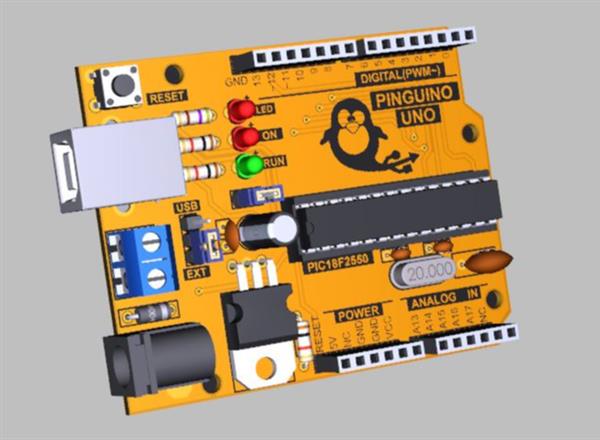 GND 13 12 ~11 ~10 ~9 8 7 ~6 ~5 4 ~3 2 1 0
DIGITAL(PWM~)
RESET
LED
PINGUINO
ON
UNO
RUN
USB
EXT
PIC18F2550
20.000
POWER
ANALOG IN
RESET
5V
NC
GND
GND
VCC
A13
A14
A15
A16
A17
NC